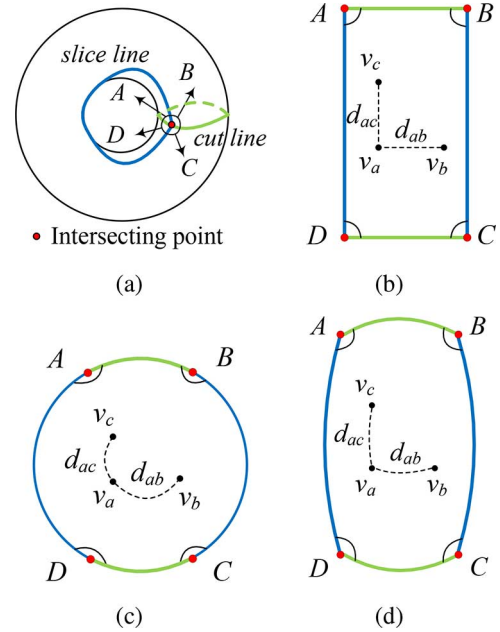 slice line
A
B
D
cut line
C
Intersecting point
(a)
A
B
v_c
d_ac
d_ab
v_a
v_b
D
C
(b)
A
B
v_c
d_ac
d_ab
v_a
v_b
D
C
(c)
A
B
v_c
d_ac
d_ab
v_a
v_b
D
C
(d)